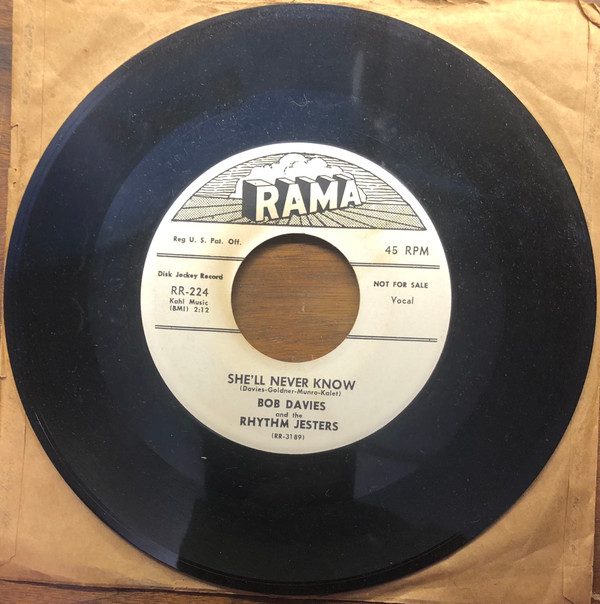 RAMA
Reg U. S. Pat. Off.
45 RPM
Disk Jockey Record
RR-224
Kahl Music
(BMI) 2:12
NOT FOR SALE
Vocal
SHE'LL NEVER KNOW
(Davies-Goldner-Munro-Kalet)
BOB DAVIES
and the
RHYTHM JESTERS
(RR-3189)